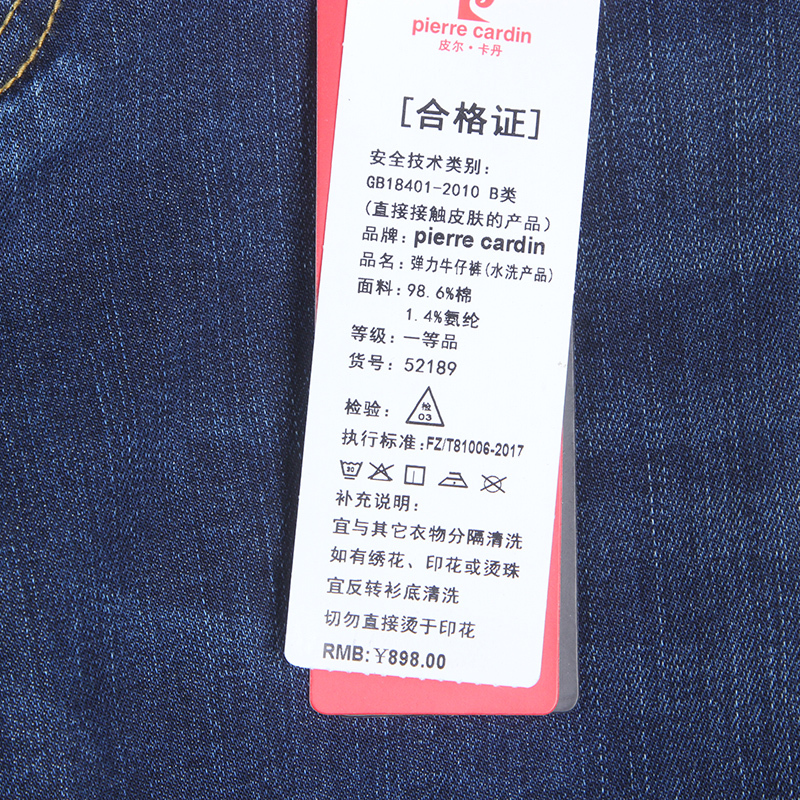 pierre cardin
皮尔·卡丹
[合格证]
安全技术类别:
GB18401-2010 B类
(直接接触皮肤的产品)
品牌: pierre cardin
品名: 弹力牛仔裤(水洗产品)
面料: 98.6%棉
1.4%氨纶
等级: 一等品
货号: 52189
检验: 检
03
执行标准: FZ/T81006-2017
30
补充说明:
宜与其它衣物分隔清洗
如有绣花、印花或烫珠
宜反转衫底清洗
切勿直接烫于印花
RMB: ¥898.00